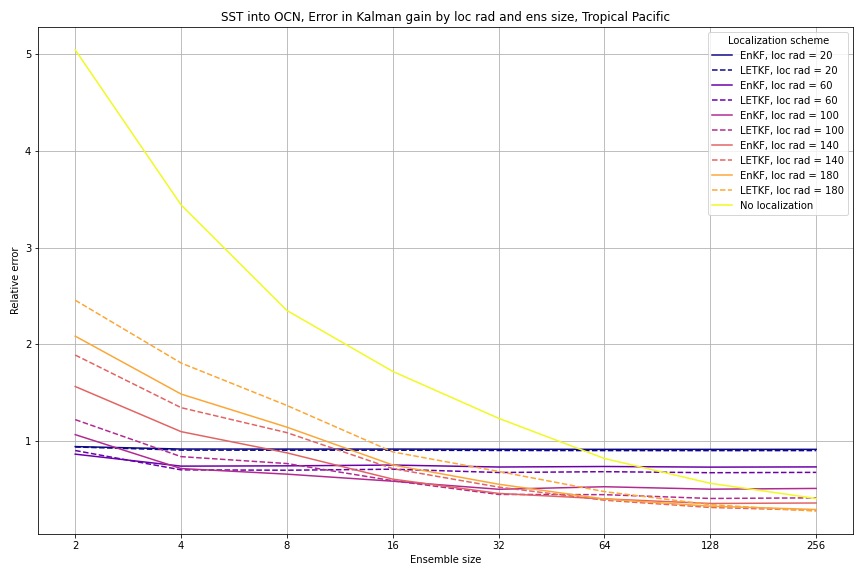 SST into OCN, Error in Kalman gain by loc rad and ens size, Tropical Pacific
Localization scheme
EnKF, loc rad = 20
LETKF, loc rad = 20
EnKF, loc rad = 60
LETKF, loc rad = 60
EnKF, loc rad = 100
LETKF, loc rad = 100
EnKF, loc rad = 140
LETKF, loc rad = 140
EnKF, loc rad = 180
LETKF, loc rad = 180
No localization
Relative error
5
4
3
2
1
2 4 8 16 32 64 128 256
Ensemble size